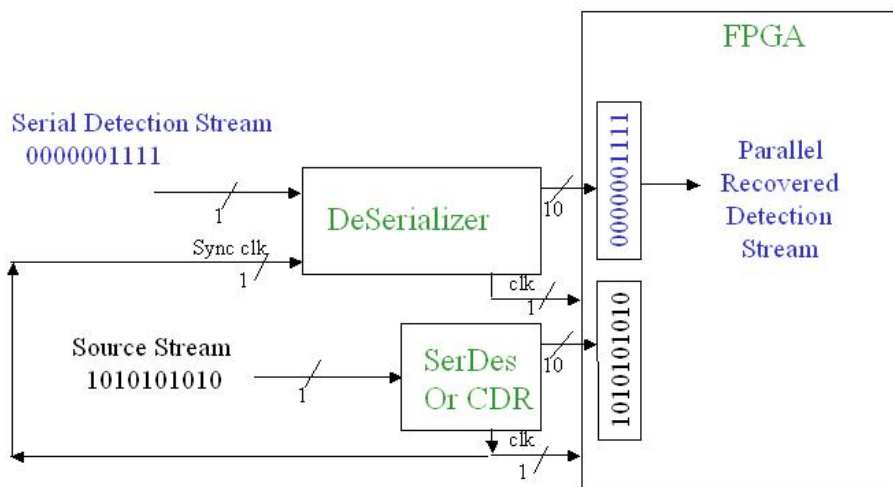 FPGA
Serial Detection Stream
0000001111
1
DeSerializer
10
0000001111
Parallel
Recovered
Detection
Stream
Sync clk
1
clk
1
Source Stream
1010101010
1
SerDes
Or CDR
10
1010101010
clk
1